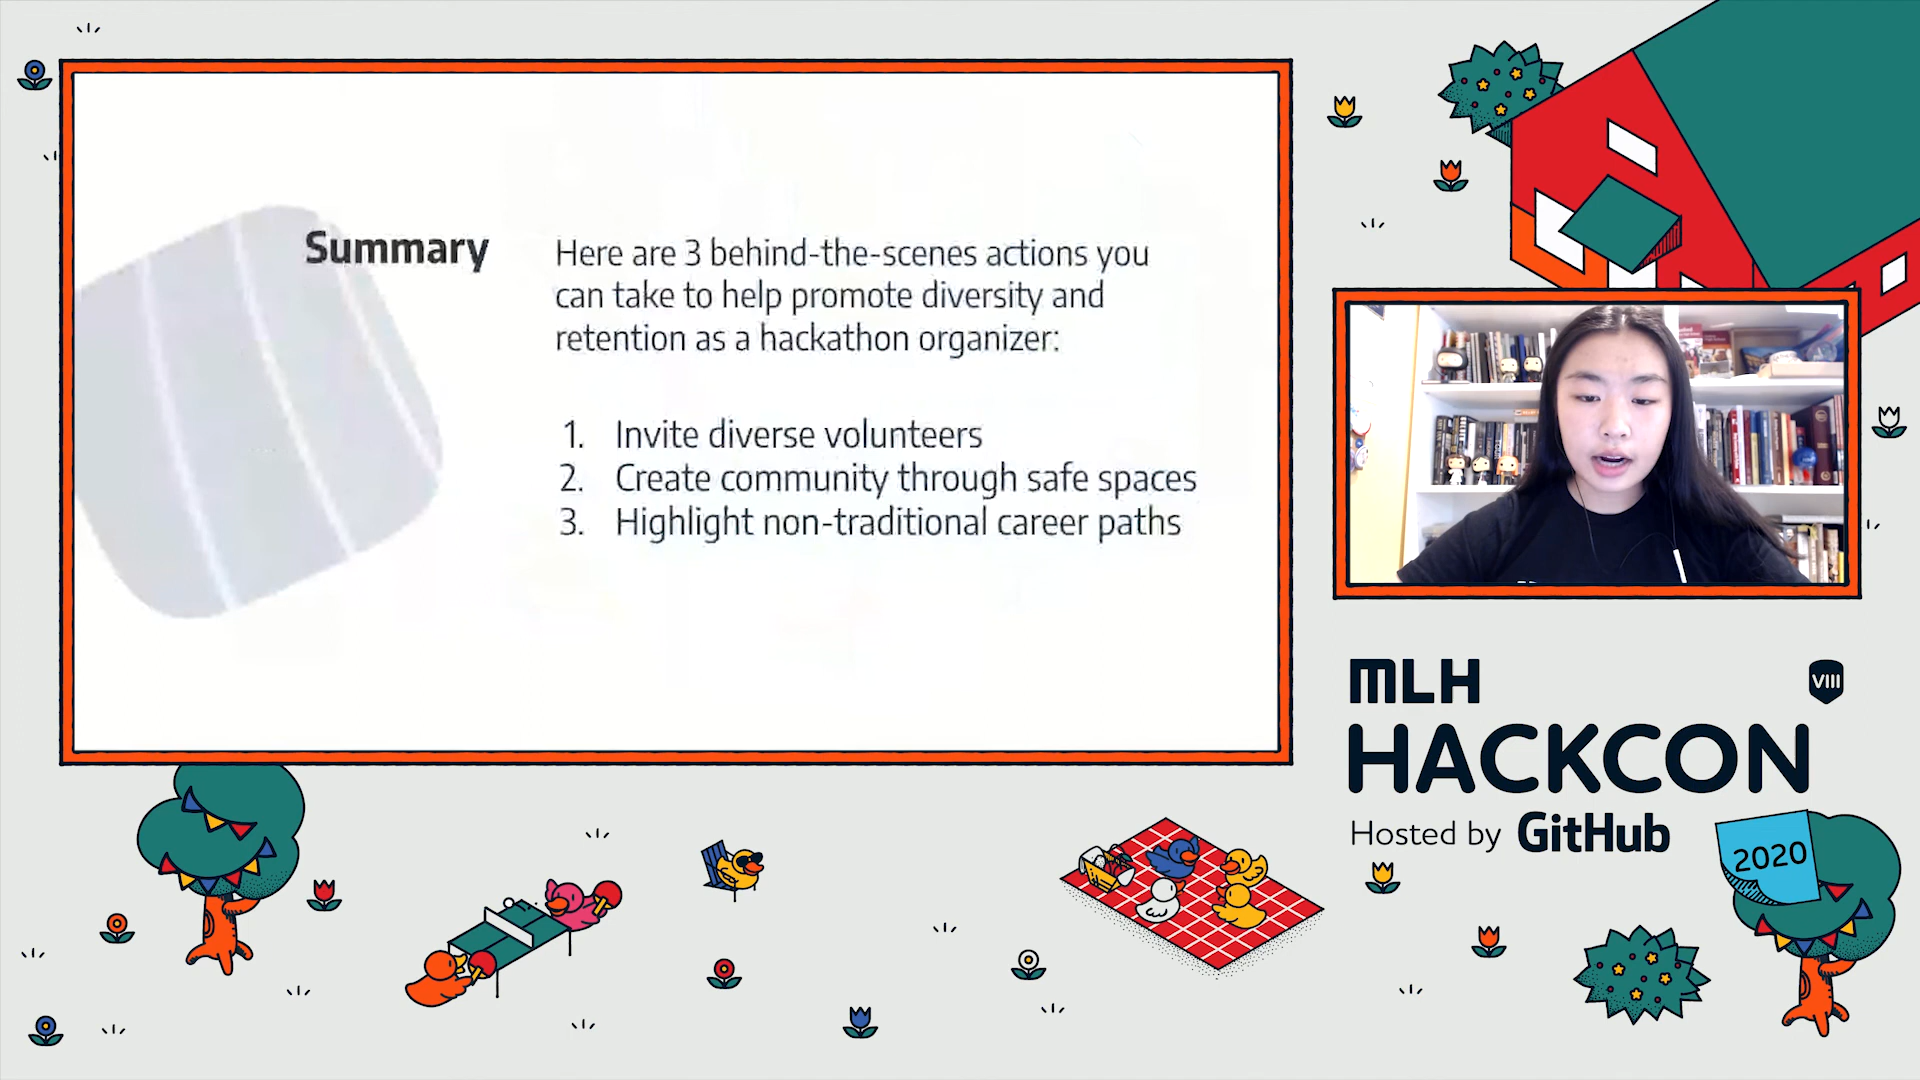 Summary
Here are 3 behind-the-scenes actions you
can take to help promote diversity and
retention as a hackathon organizer:
1. Invite diverse volunteers
2. Create community through safe spaces
3. Highlight non-traditional career paths
MLH
VIII
HACKCON
Hosted by GitHub
2020